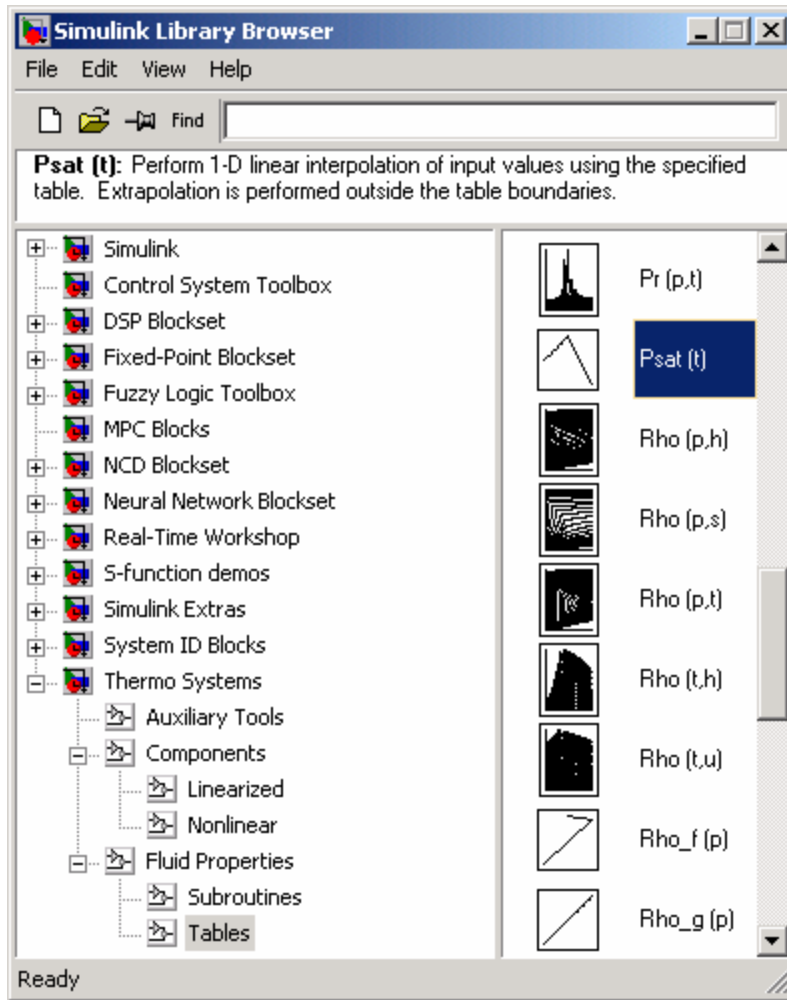 Simulink Library Browser
File Edit View Help
Find
Psat (t): Perform 1-D linear interpolation of input values using the specified
table. Extrapolation is performed outside the table boundaries.
Simulink
Control System Toolbox
DSP Blockset
Fixed-Point Blockset
Fuzzy Logic Toolbox
MPC Blocks
NCD Blockset
Neural Network Blockset
Real-Time Workshop
S-function demos
Simulink Extras
System ID Blocks
Thermo Systems
Auxiliary Tools
Components
Linearized
Nonlinear
Fluid Properties
Subroutines
Tables
Pr (p,t)
Psat (t)
Rho (p,h)
Rho (p,s)
Rho (p,t)
Rho (t,h)
Rho (t,u)
Rho_f (p)
Rho_g (p)
Ready